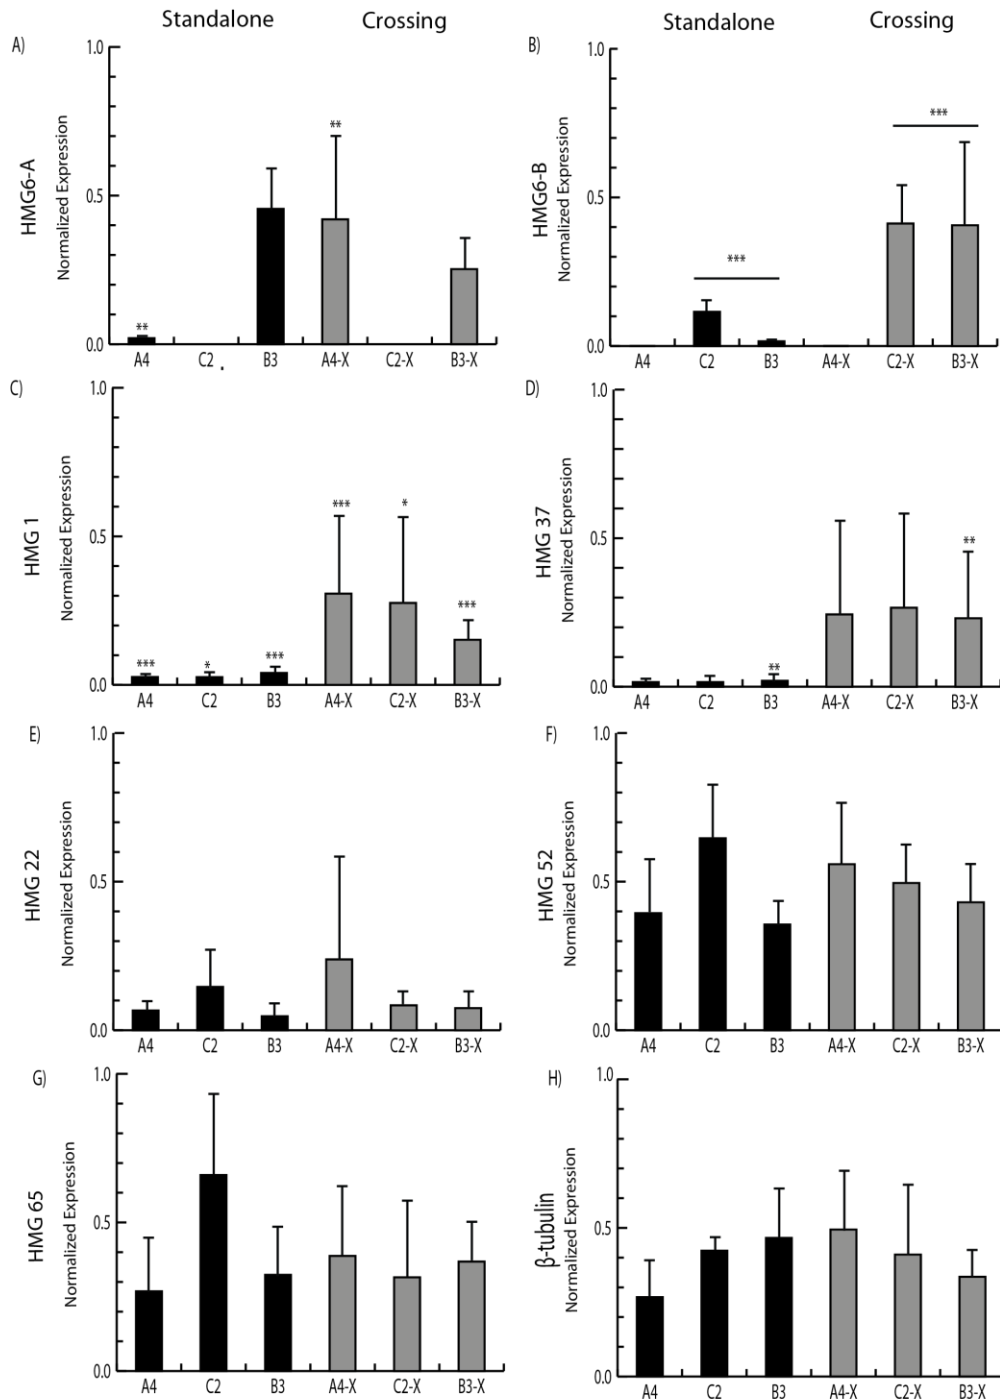 Standalone Crossing
Standalone Crossing
A)
HMG6-A
Normalized Expression
1.0
0.5
0.0
**
**
A4 C2 B3 A4-X C2-X B3-X
B)
HMG6-B
Normalized Expression
1.0
0.5
0.0
***
***
A4 C2 B3 A4-X C2-X B3-X
C)
HMG 1
Normalized Expression
1.0
0.5
0.0
*** * *** *** * ***
A4 C2 B3 A4-X C2-X B3-X
D)
HMG 37
Normalized Expression
1.0
0.5
0.0
** **
A4 C2 B3 A4-X C2-X B3-X
E)
HMG 22
Normalized Expression
1.0
0.5
0.0
A4 C2 B3 A4-X C2-X B3-X
F)
HMG 52
Normalized Expression
1.0
0.5
0.0
A4 C2 B3 A4-X C2-X B3-X
G)
HMG 65
Normalized Expression
1.0
0.5
0.0
A4 C2 B3 A4-X C2-X B3-X
H)
β-tubulin
Normalized Expression
1.0
0.5
0.0
A4 C2 B3 A4-X C2-X B3-X